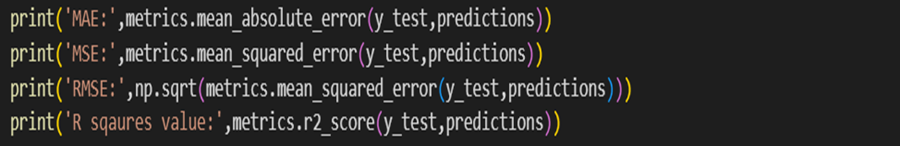 print('MAE:',metrics.mean_absolute_error(y_test,predictions))
print('MSE:',metrics.mean_squared_error(y_test,predictions))
print('RMSE:',np.sqrt(metrics.mean_squared_error(y_test,predictions)))
print('R sqaures value:',metrics.r2_score(y_test,predictions))